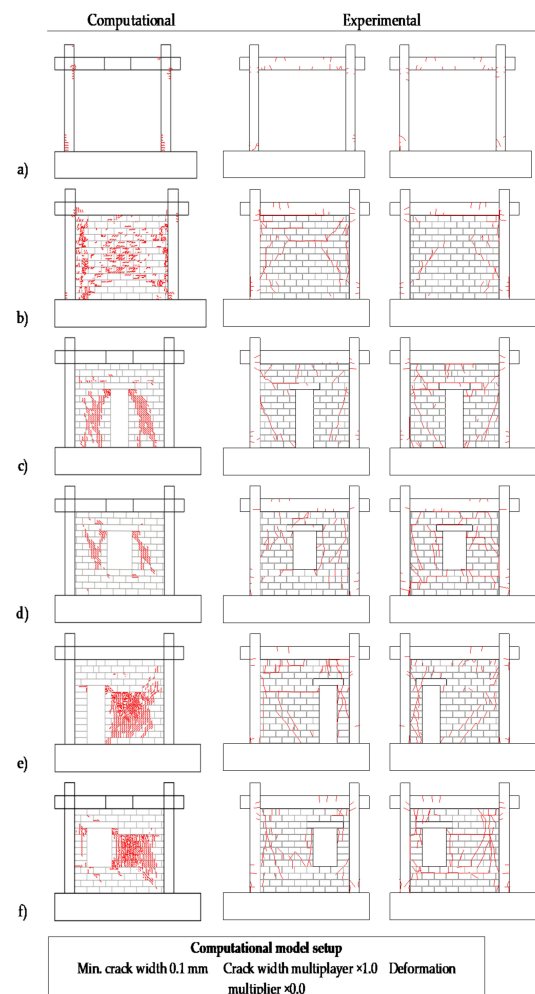 Computational Experimental
a)
b)
c)
d)
e)
f)
Computational model setup
Min. crack width 0.1 mm Crack width multiplayer ×1.0 Deformation
multiplier ×0.0